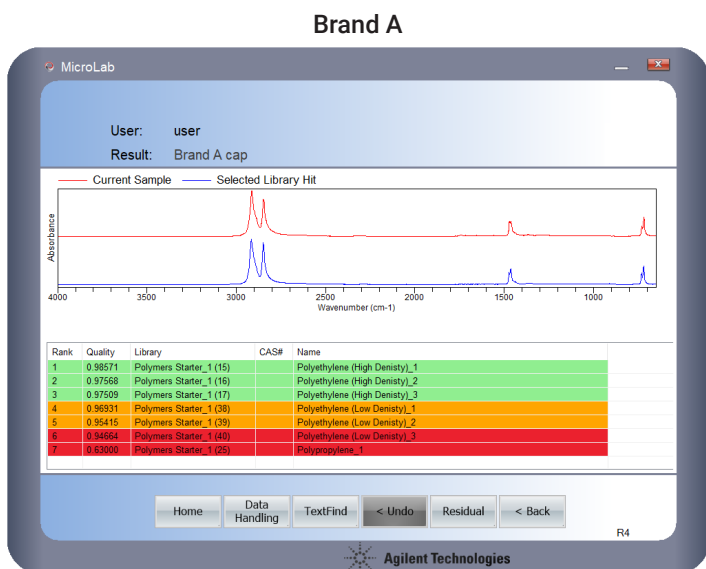 Brand A
MicroLab
User: user
Result: Brand A cap
Current Sample Selected Library Hit
Absorbance
4000 3500 3000 2500 2000 1500 1000
Wavenumber (cm-1)
Rank Quality Library CAS# Name
1 0.98571 Polymers Starter_1 (15) Polyethylene (High Denisty)_1
2 0.97568 Polymers Starter_1 (16) Polyethylene (High Denisty)_2
3 0.97509 Polymers Starter_1 (17) Polyethylene (High Denisty)_3
4 0.96931 Polymers Starter_1 (38) Polyethylene (Low Denisty)_1
5 0.95415 Polymers Starter_1 (39) Polyethylene (Low Denisty)_2
6 0.94664 Polymers Starter_1 (40) Polyethylene (Low Denisty)_3
7 0.63000 Polymers Starter_1 (25) Polypropylene_1
Home Data Handling TextFind < Undo Residual < Back
R4
Agilent Technologies